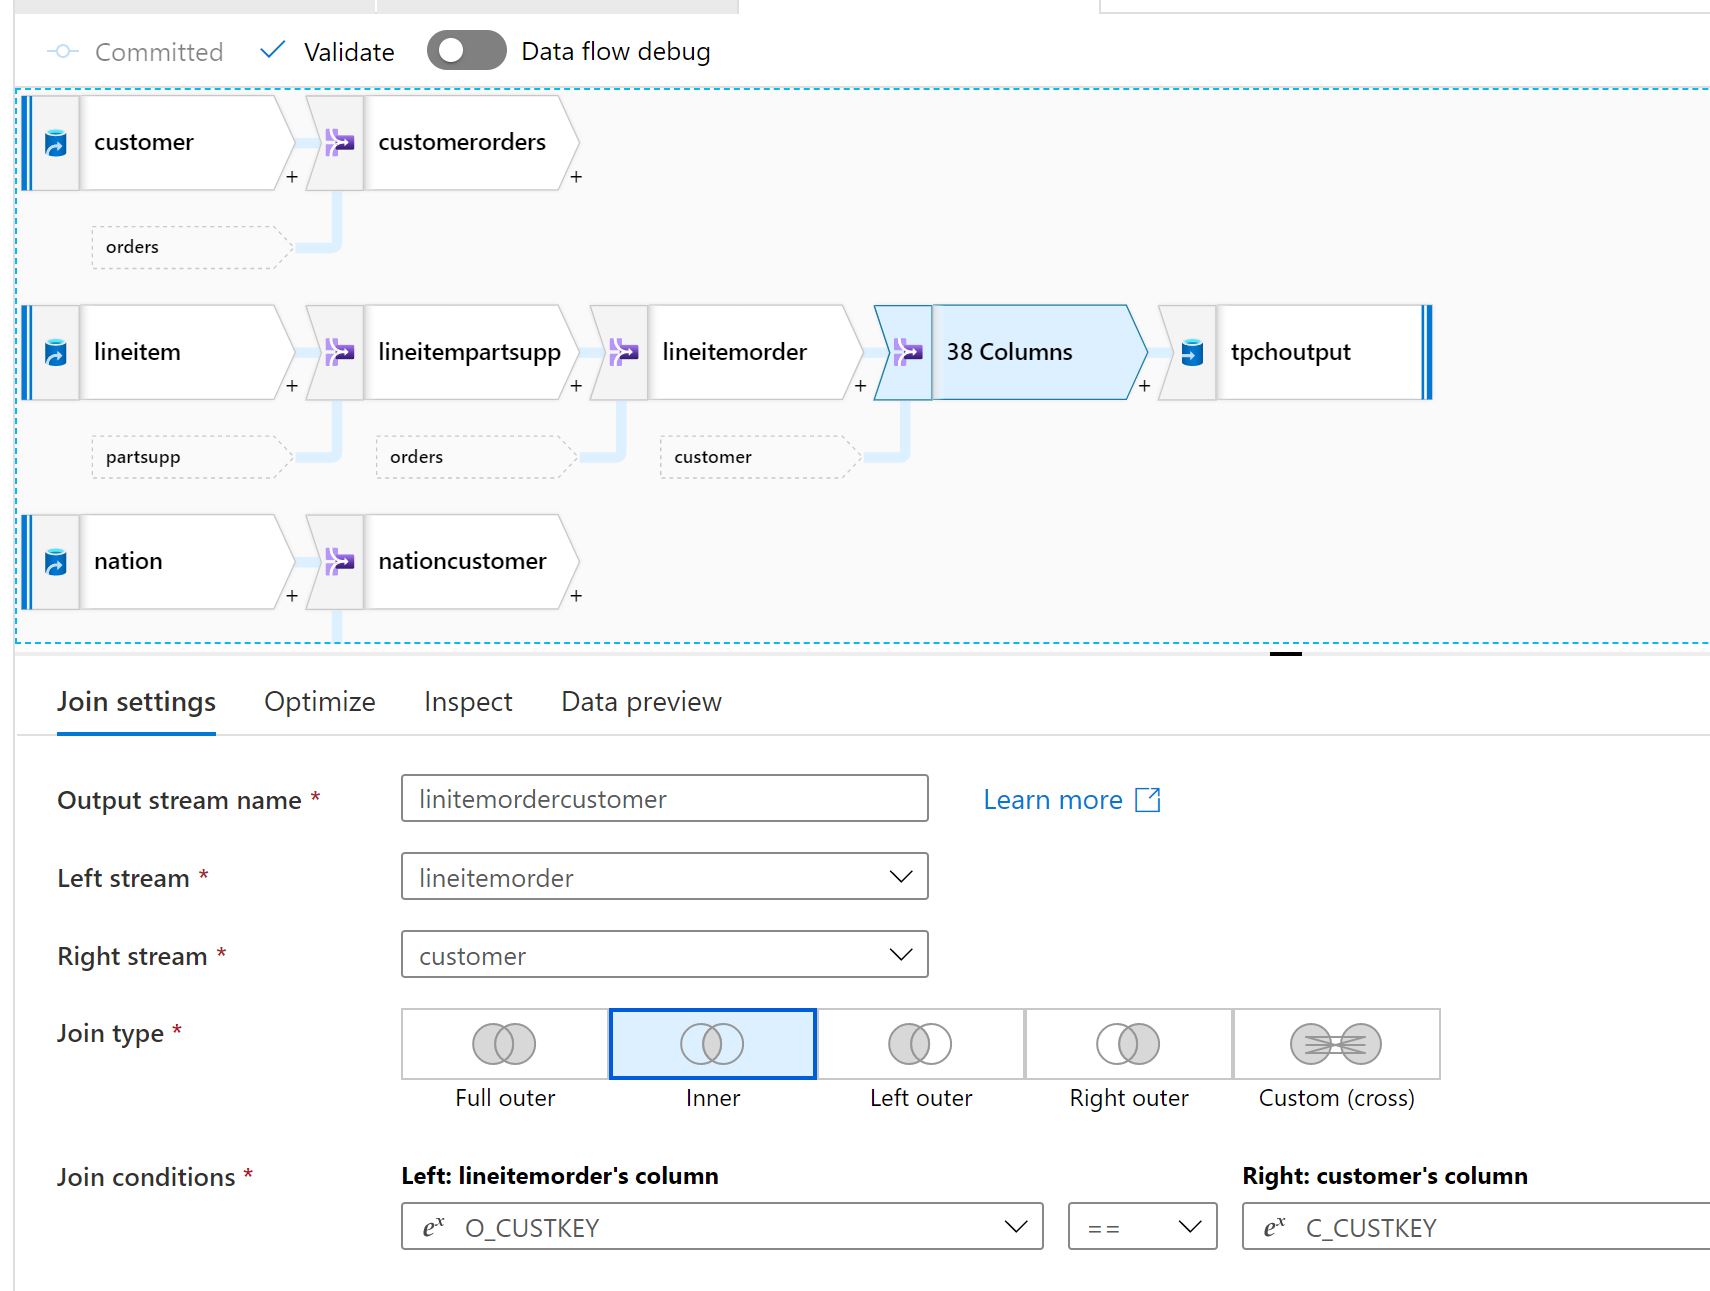 Committed Validate Data flow debug
customer + customerorders +
orders
lineitem + lineitempartsupp + lineitemorder + 38 Columns + tpchoutput
partsupp orders customer
nation + nationcustomer +
Join settings Optimize Inspect Data preview
Output stream name * linitemordercustomer Learn more
Left stream * lineitemorder
Right stream * customer
Join type *
Full outer Inner Left outer Right outer Custom (cross)
Join conditions * Left: lineitemorder's column Right: customer's column
eˣ O_CUSTKEY == eˣ C_CUSTKEY